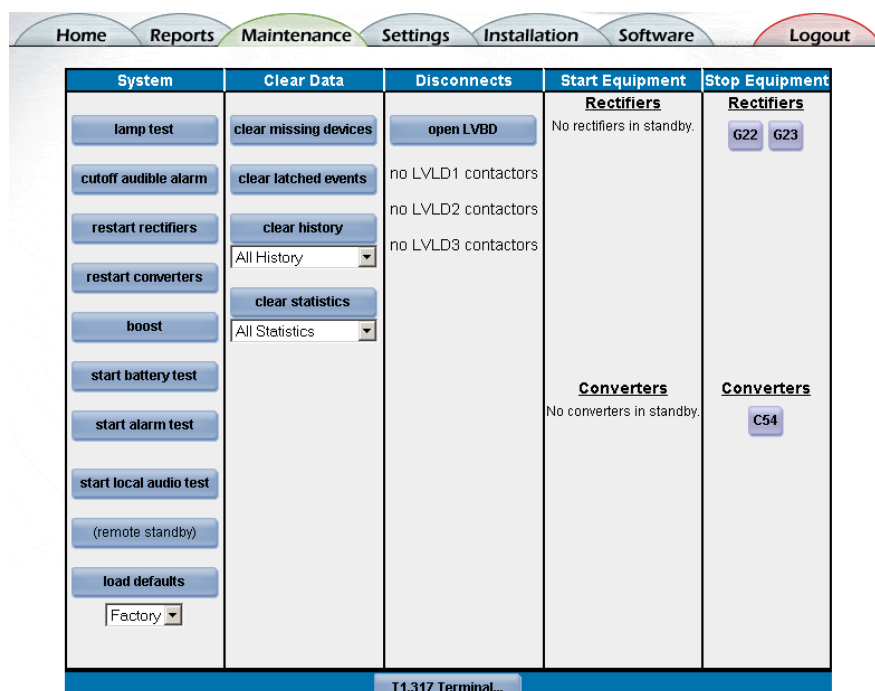 Home Reports Maintenance Settings Installation Software Logout
System Clear Data Disconnects Start Equipment Stop Equipment
lamp test
cutoff audible alarm
restart rectifiers
restart converters
boost
start battery test
start alarm test
start local audio test
(remote standby)
load defaults
Factory
clear missing devices
clear latched events
clear history
All History
clear statistics
All Statistics
open LVBD
no LVLD1 contactors
no LVLD2 contactors
no LVLD3 contactors
Rectifiers
No rectifiers in standby.
Converters
No converters in standby.
Rectifiers
G22 G23
Converters
C54
T1.317 Terminal...